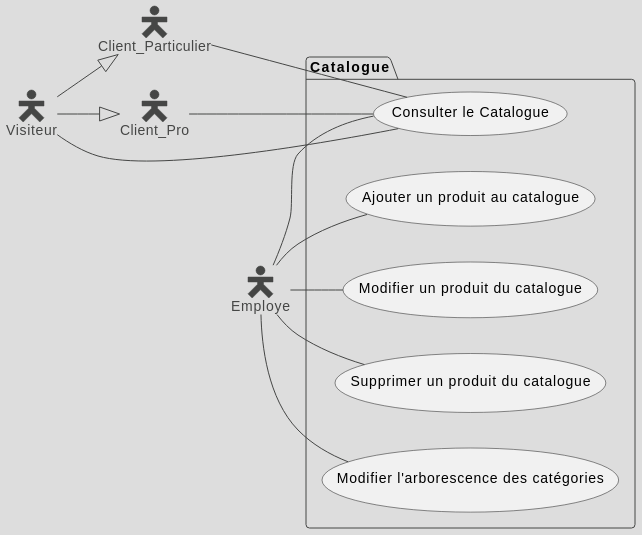 Client_Particulier
Catalogue
Visiteur
Client_Pro
Consulter le Catalogue
Ajouter un produit au catalogue
Employe
Modifier un produit du catalogue
Supprimer un produit du catalogue
Modifier l'arborescence des catégories